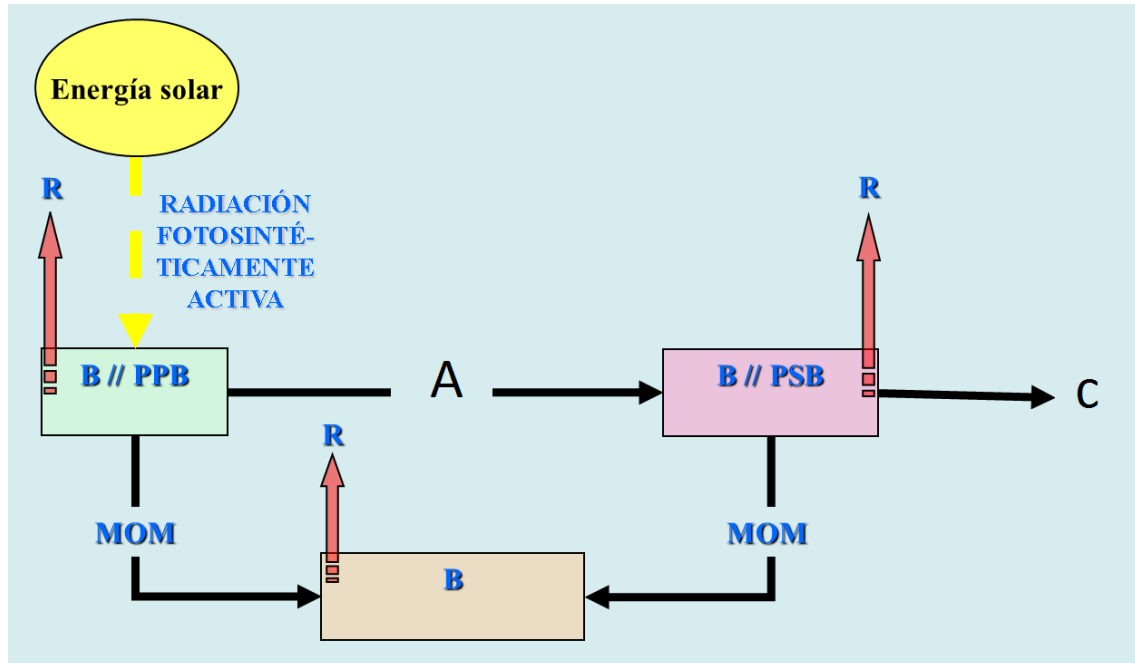 Energía solar
R
RADIACIÓN
FOTOSINTÉ-
TICAMENTE
ACTIVA
R
B // PPB
A
B // PSB
C
R
MOM
MOM
B